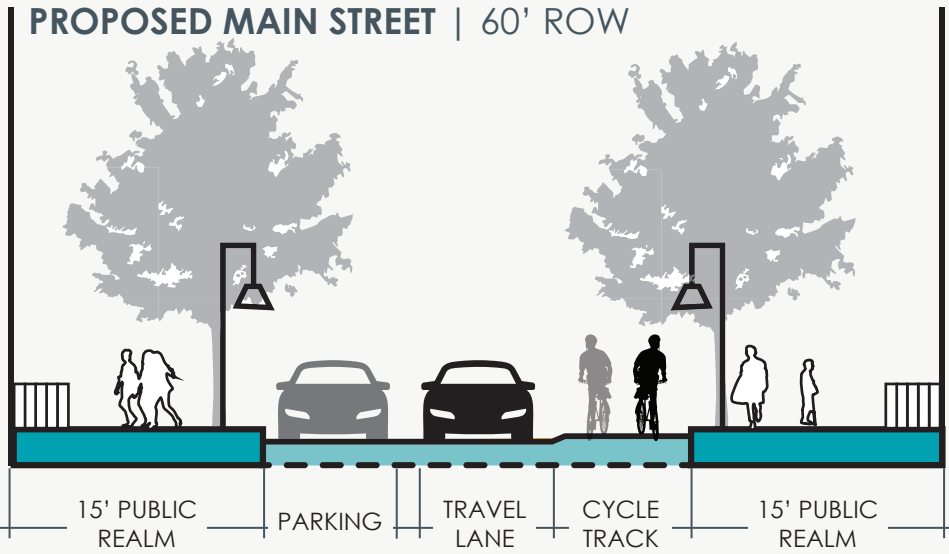 PROPOSED MAIN STREET | 60’ ROW
15’ PUBLIC
REALM
PARKING
TRAVEL
LANE
CYCLE
TRACK
15’ PUBLIC
REALM